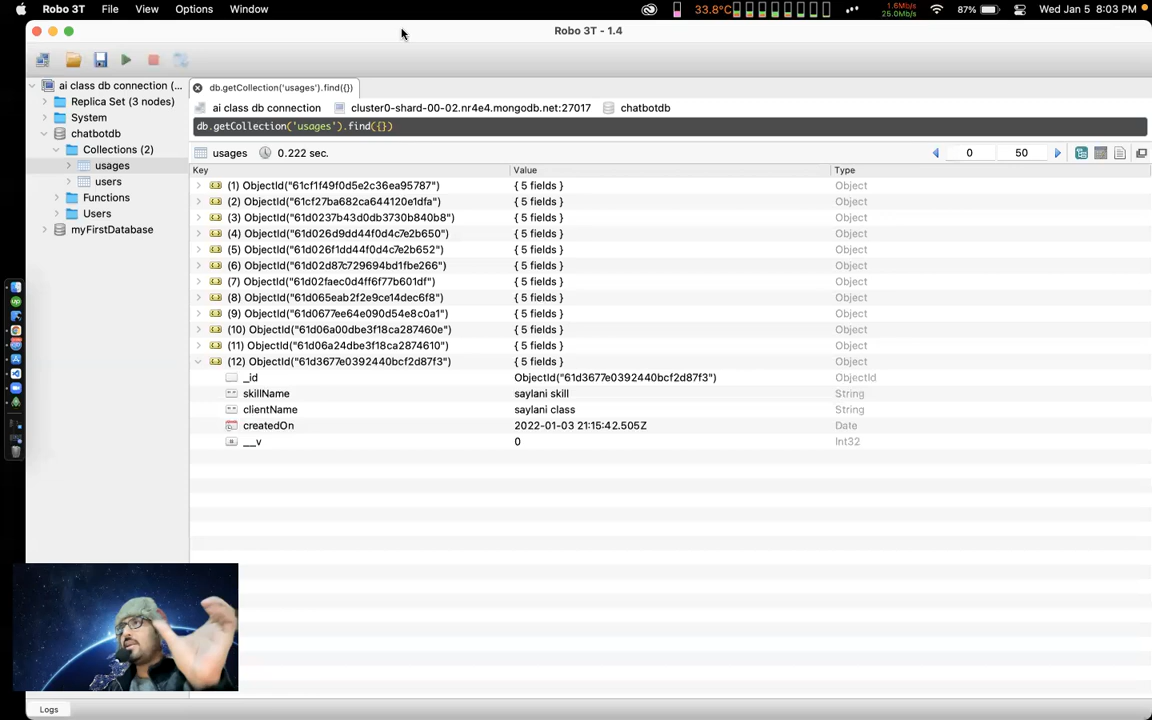 Robo 3T File View Options Window 33.8°C 1.6Mb/s 25.0Mb/s 87% Wed Jan 5 8:03 PM
Robo 3T - 1.4
ai class db connection (...
Replica Set (3 nodes)
System
chatbotdb
Collections (2)
usages
users
Functions
Users
myFirstDatabase
db.getCollection('usages').find({})
ai class db connection cluster0-shard-00-02.nr4e4.mongodb.net:27017 chatbotdb
db.getCollection('usages').find({})
usages 0.222 sec. 0 50
Key Value Type
(1) ObjectId("61cf1f49f0d5e2c36ea95787") { 5 fields } Object
(2) ObjectId("61cf27ba682ca644120e1dfa") { 5 fields } Object
(3) ObjectId("61d0237b43d0db3730b840b8") { 5 fields } Object
(4) ObjectId("61d026d9dd44f0d4c7e2b650") { 5 fields } Object
(5) ObjectId("61d026f1dd44f0d4c7e2b652") { 5 fields } Object
(6) ObjectId("61d02d87c729694bd1fbe266") { 5 fields } Object
(7) ObjectId("61d02faec0d4ff6f77b601df") { 5 fields } Object
(8) ObjectId("61d065eab2f2e9ce14dec6f8") { 5 fields } Object
(9) ObjectId("61d0677ee64e090d54e8c0a1") { 5 fields } Object
(10) ObjectId("61d06a00dbe3f18ca287460e") { 5 fields } Object
(11) ObjectId("61d06a24dbe3f18ca2874610") { 5 fields } Object
(12) ObjectId("61d3677e0392440bcf2d87f3") { 5 fields } Object
_id ObjectId("61d3677e0392440bcf2d87f3") ObjectId
skillName saylani skill String
clientName saylani class String
createdOn 2022-01-03 21:15:42.505Z Date
__v 0 Int32
Logs